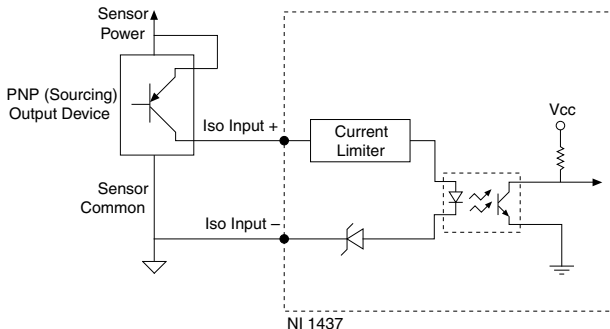 Sensor
Power
PNP (Sourcing)
Output Device
Iso Input +
Current
Limiter
Vcc
Sensor
Common
Iso Input –
NI 1437